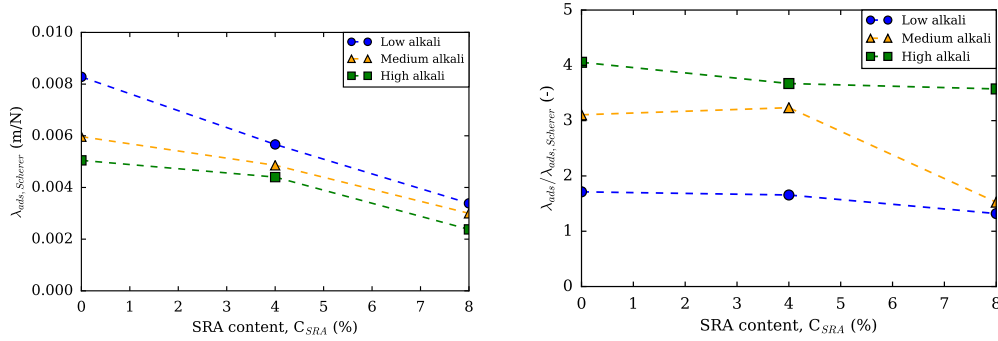 0.010
0.008
0.006
0.004
0.002
0.000
λads, Scherer (m/N)
0 1 2 3 4 5 6 7 8
SRA content, CSRA (%)
Low alkali
Medium alkali
High alkali
5
4
3
2
1
0
λads/λads, Scherer (-)
0 1 2 3 4 5 6 7 8
SRA content, CSRA (%)
Low alkali
Medium alkali
High alkali